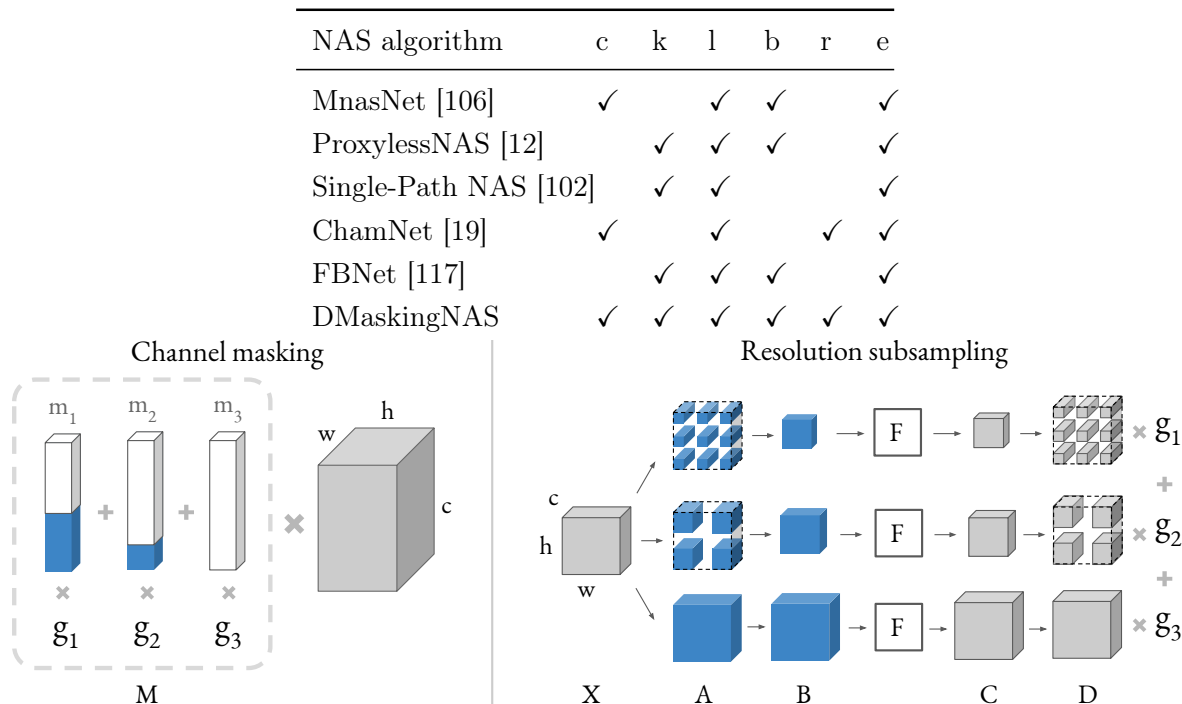 NAS algorithm c k l b r e
MnasNet [106] ✓ ✓ ✓ ✓
ProxylessNAS [12] ✓ ✓ ✓ ✓
Single-Path NAS [102] ✓ ✓ ✓
ChamNet [19] ✓ ✓ ✓ ✓
FBNet [117] ✓ ✓ ✓ ✓
DMaskingNAS ✓ ✓ ✓ ✓ ✓ ✓
Channel masking
m1 m2 m3
+ +
× × ×
g1 g2 g3
M
×
h
w
c
Resolution subsampling
F × g1
+
c
h
w
F × g2
+
F × g3
X A B C D